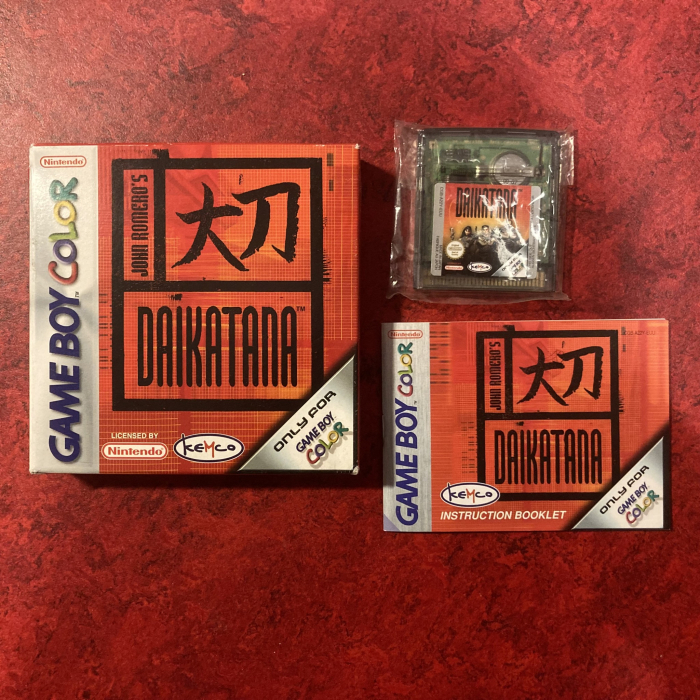 Nintendo
GAME BOY COLOR
JOHN ROMERO'S
大刀
DAIKATANA™
LICENSED BY
Nintendo
KEMCO
ONLY FOR
GAME BOY
COLOR
DAIKATANA
KEMCO
Nintendo
GAME BOY COLOR
JOHN ROMERO'S
大刀
DAIKATANA
KEMCO
INSTRUCTION BOOKLET
ONLY FOR
GAME BOY
COLOR